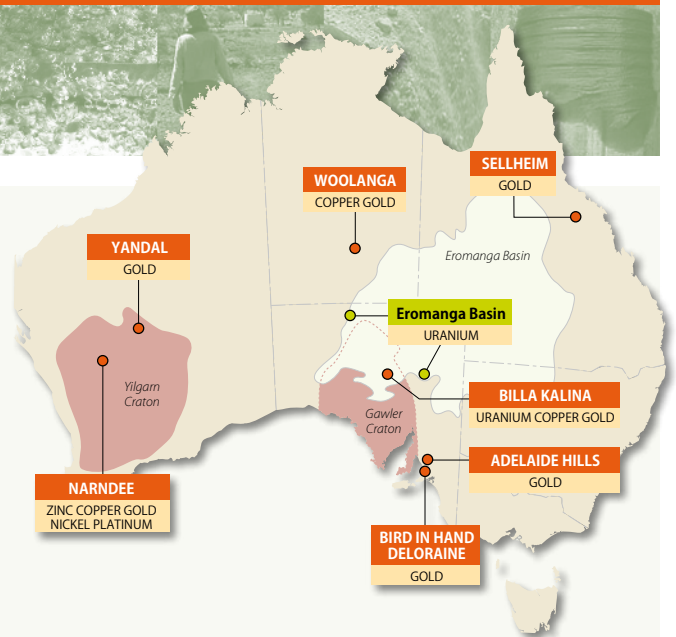 SELLHEIM
GOLD
WOOLANGA
COPPER GOLD
YANDAL
GOLD
Eromanga Basin
Eromanga Basin
URANIUM
Yilgarn
Craton
BILLA KALINA
URANIUM COPPER GOLD
Gawler
Craton
ADELAIDE HILLS
GOLD
NARNDEE
ZINC COPPER GOLD
NICKEL PLATINUM
BIRD IN HAND
DELORAINE
GOLD